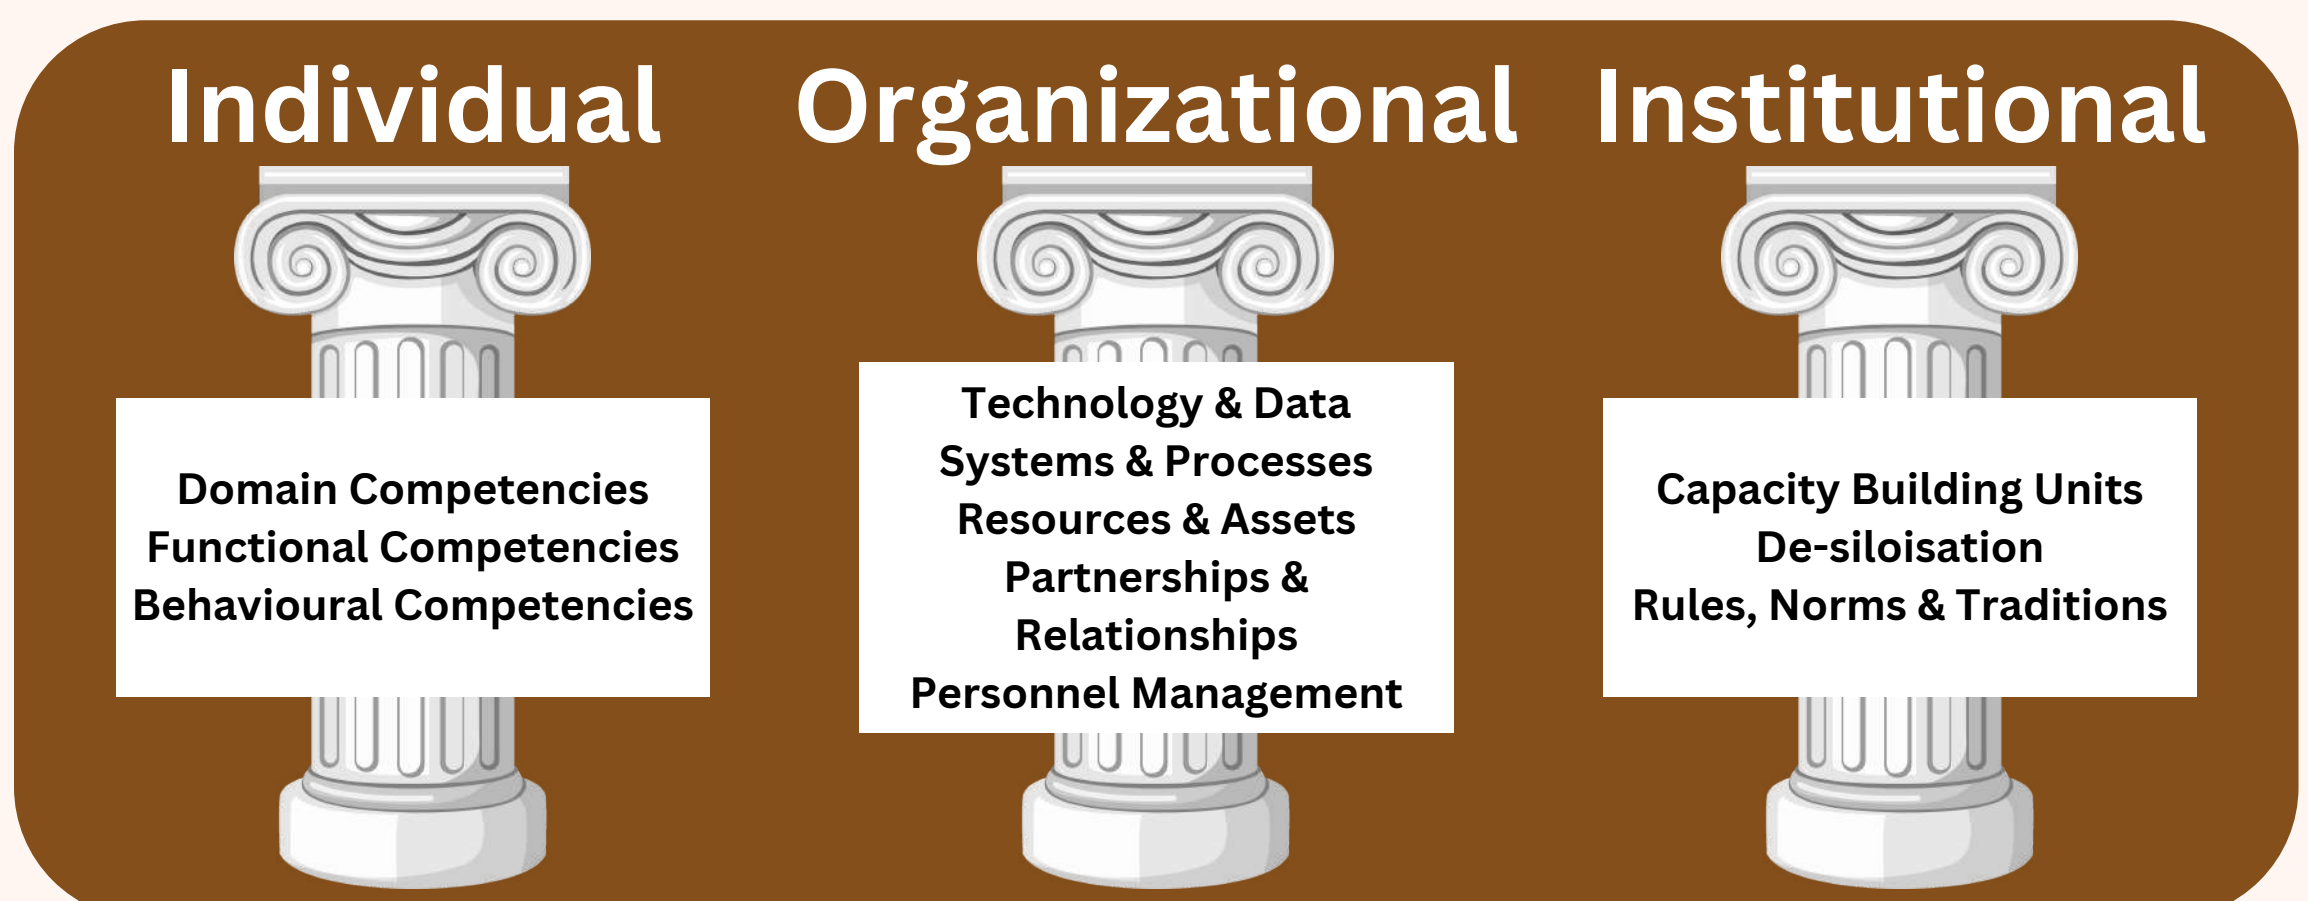 Individual
Organizational
Institutional
Domain Competencies
Functional Competencies
Behavioural Competencies
Technology & Data
Systems & Processes
Resources & Assets
Partnerships &
Relationships
Personnel Management
Capacity Building Units
De-siloisation
Rules, Norms & Traditions